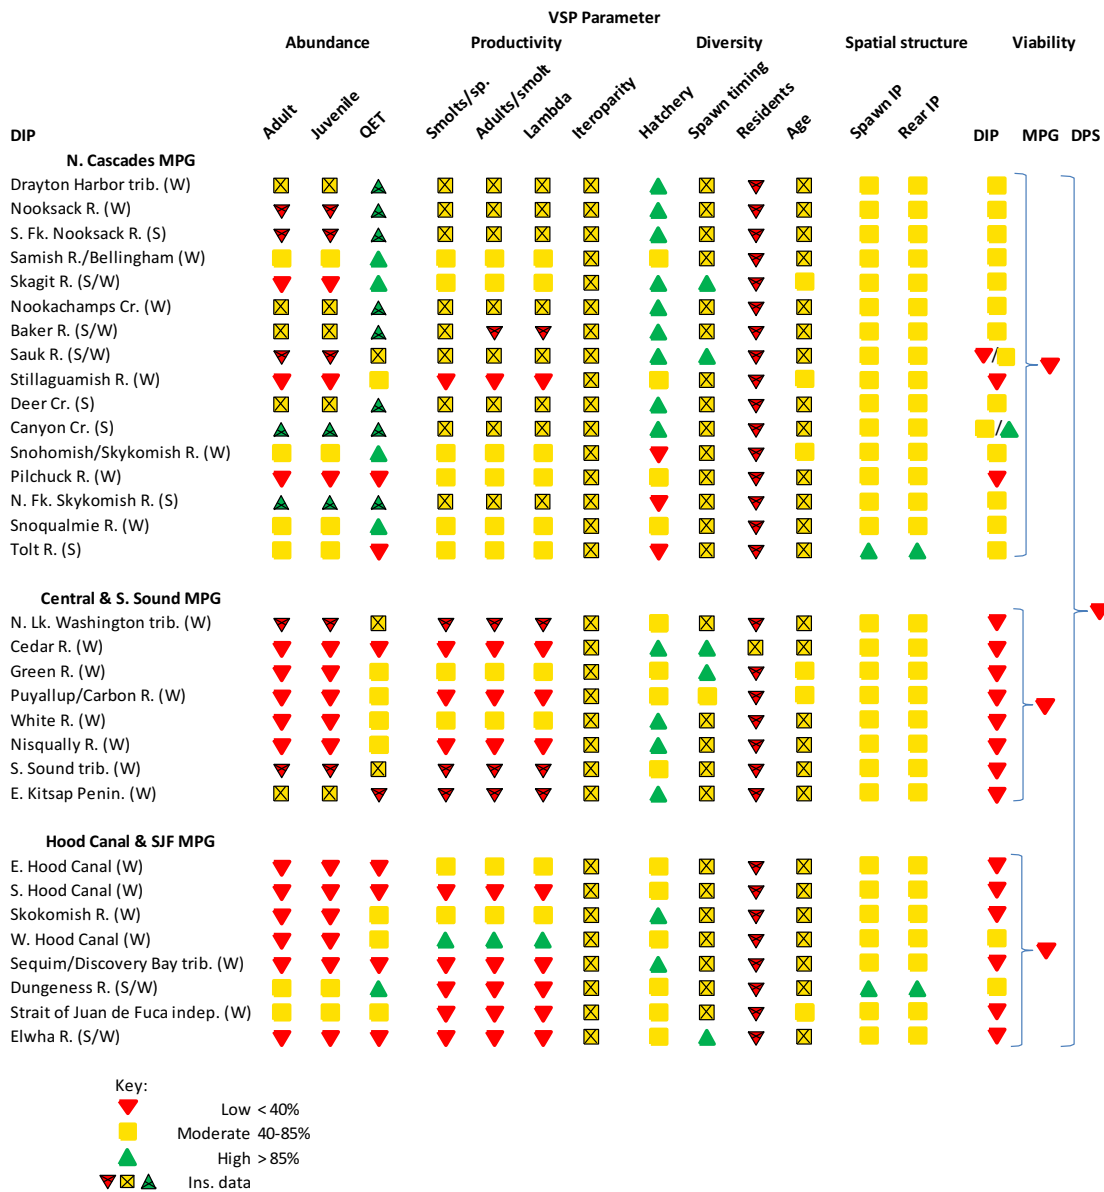 VSP Parameter
Abundance Productivity Diversity Spatial structure Viability
DIP Adult Juvenile QET Smolts/sp. Adults/smolt Lambda Iteroparity Hatchery Spawn timing Residents Age Spawn IP Rear IP DIP MPG DPS
N. Cascades MPG
Drayton Harbor trib. (W)
Nooksack R. (W)
S. Fk. Nooksack R. (S)
Samish R./Bellingham (W)
Skagit R. (S/W)
Nookachamps Cr. (W)
Baker R. (S/W)
Sauk R. (S/W) /
Stillaguamish R. (W)
Deer Cr. (S)
Canyon Cr. (S) /
Snohomish/Skykomish R. (W)
Pilchuck R. (W)
N. Fk. Skykomish R. (S)
Snoqualmie R. (W)
Tolt R. (S)
Central & S. Sound MPG
N. Lk. Washington trib. (W)
Cedar R. (W)
Green R. (W)
Puyallup/Carbon R. (W)
White R. (W)
Nisqually R. (W)
S. Sound trib. (W)
E. Kitsap Penin. (W)
Hood Canal & SJF MPG
E. Hood Canal (W)
S. Hood Canal (W)
Skokomish R. (W)
W. Hood Canal (W)
Sequim/Discovery Bay trib. (W)
Dungeness R. (S/W)
Strait of Juan de Fuca indep. (W)
Elwha R. (S/W)
Key:
Low < 40%
Moderate 40-85%
High > 85%
Ins. data